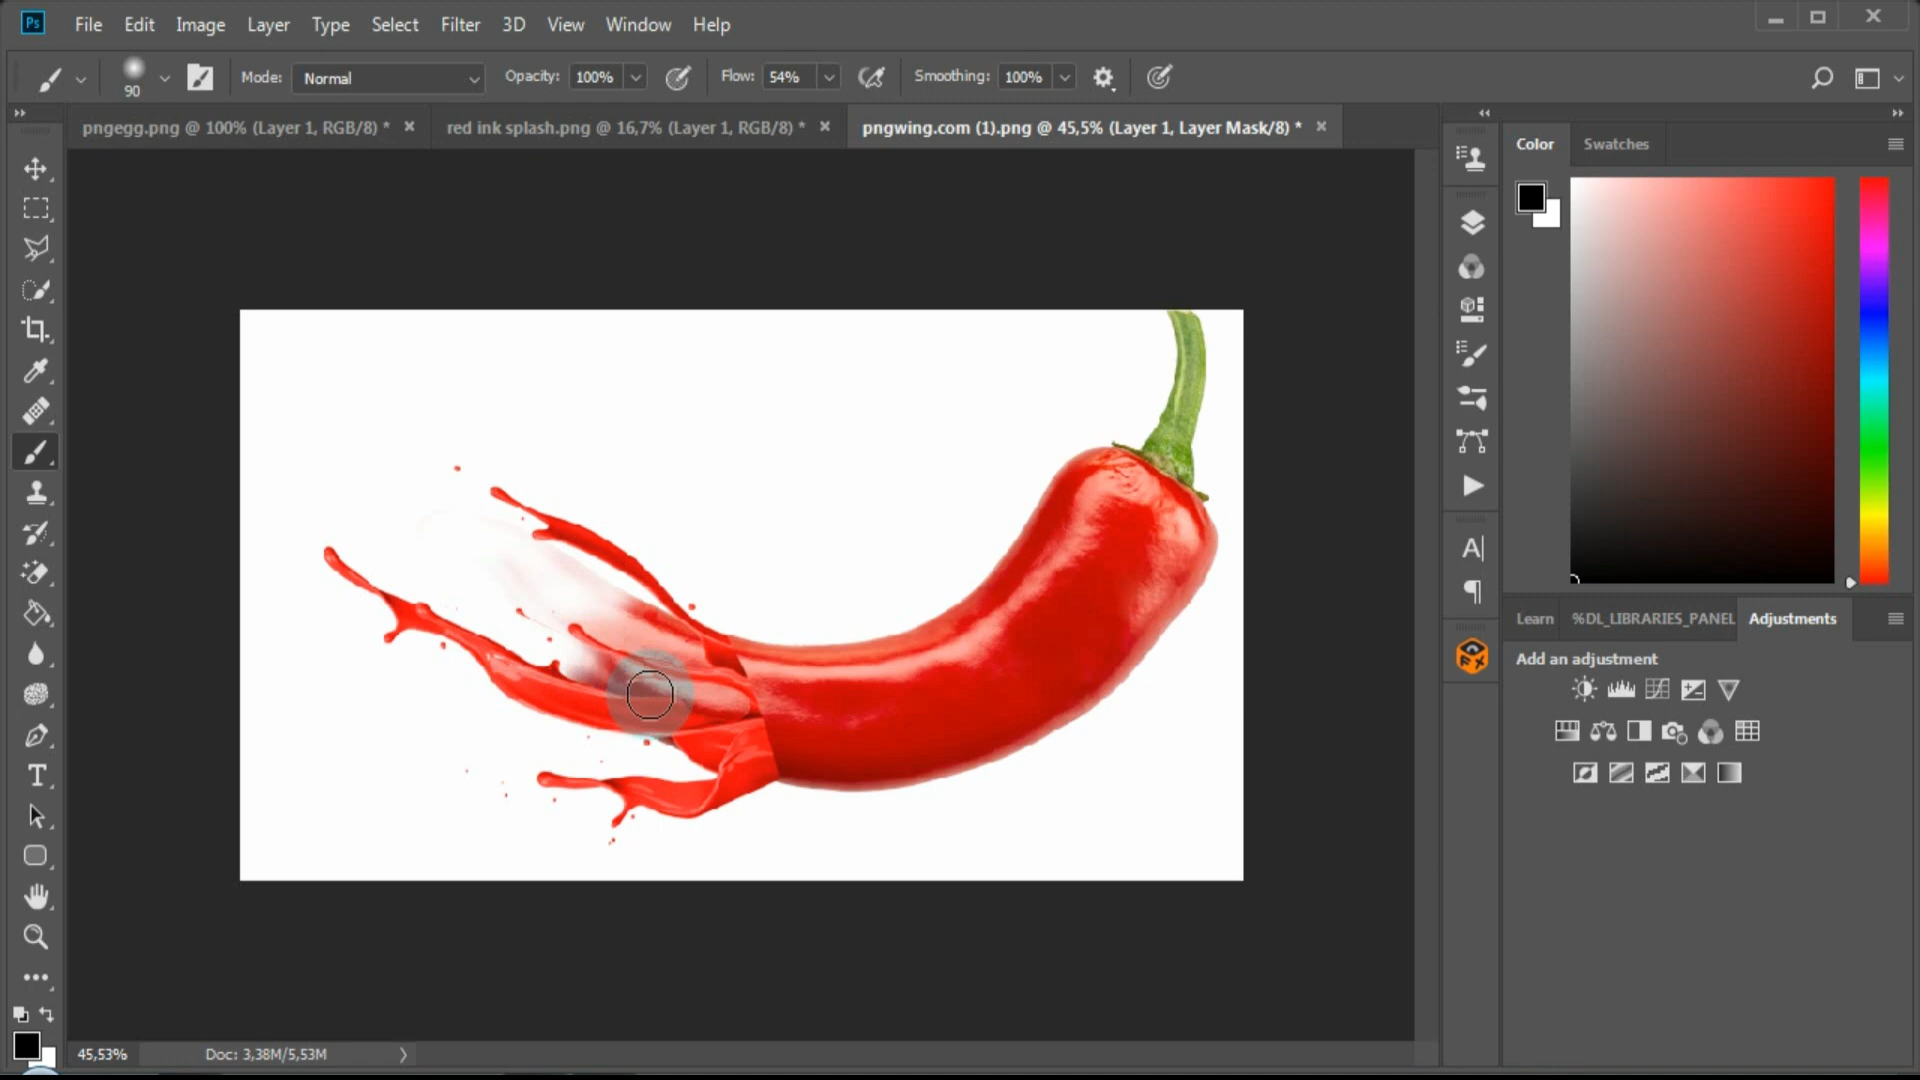 Ps File Edit Image Layer Type Select Filter 3D View Window Help
90 Mode: Normal Opacity: 100% Flow: 54% Smoothing: 100%
pngegg.png @ 100% (Layer 1, RGB/8) * red ink splash.png @ 16,7% (Layer 1, RGB/8) * pngwing.com (1).png @ 45,5% (Layer 1, Layer Mask/8) *
Color Swatches
Learn %DL_LIBRARIES_PANEL Adjustments
Add an adjustment
45,53% Doc: 3,38M/5,53M